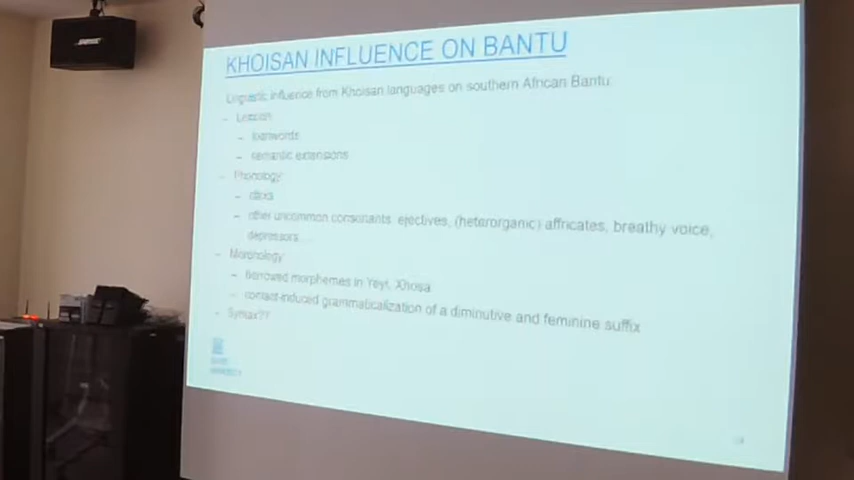 KHOISAN INFLUENCE ON BANTU
Linguistic influence from Khoisan languages on southern African Bantu:
- Lexicon
- loanwords
- semantic extensions
- Phonology
- clicks
- other uncommon consonants: ejectives, (heterorganic) affricates, breathy voice,
depressors...
- Morphology
- borrowed morphemes in Yeyi, Xhosa
- contact-induced grammaticalization of a diminutive and feminine suffix
- Syntax??
UNIVERSITY